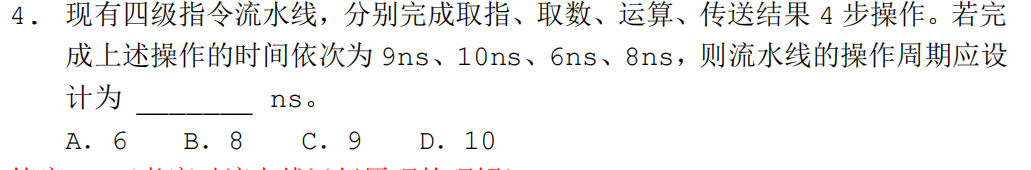 4. 现有四级指令流水线，分别完成取指、取数、运算、传送结果 4 步操作。若完
成上述操作的时间依次为 9ns、10ns、6ns、8ns，则流水线的操作周期应设
计为 ________ ns。
A. 6 B. 8 C. 9 D. 10